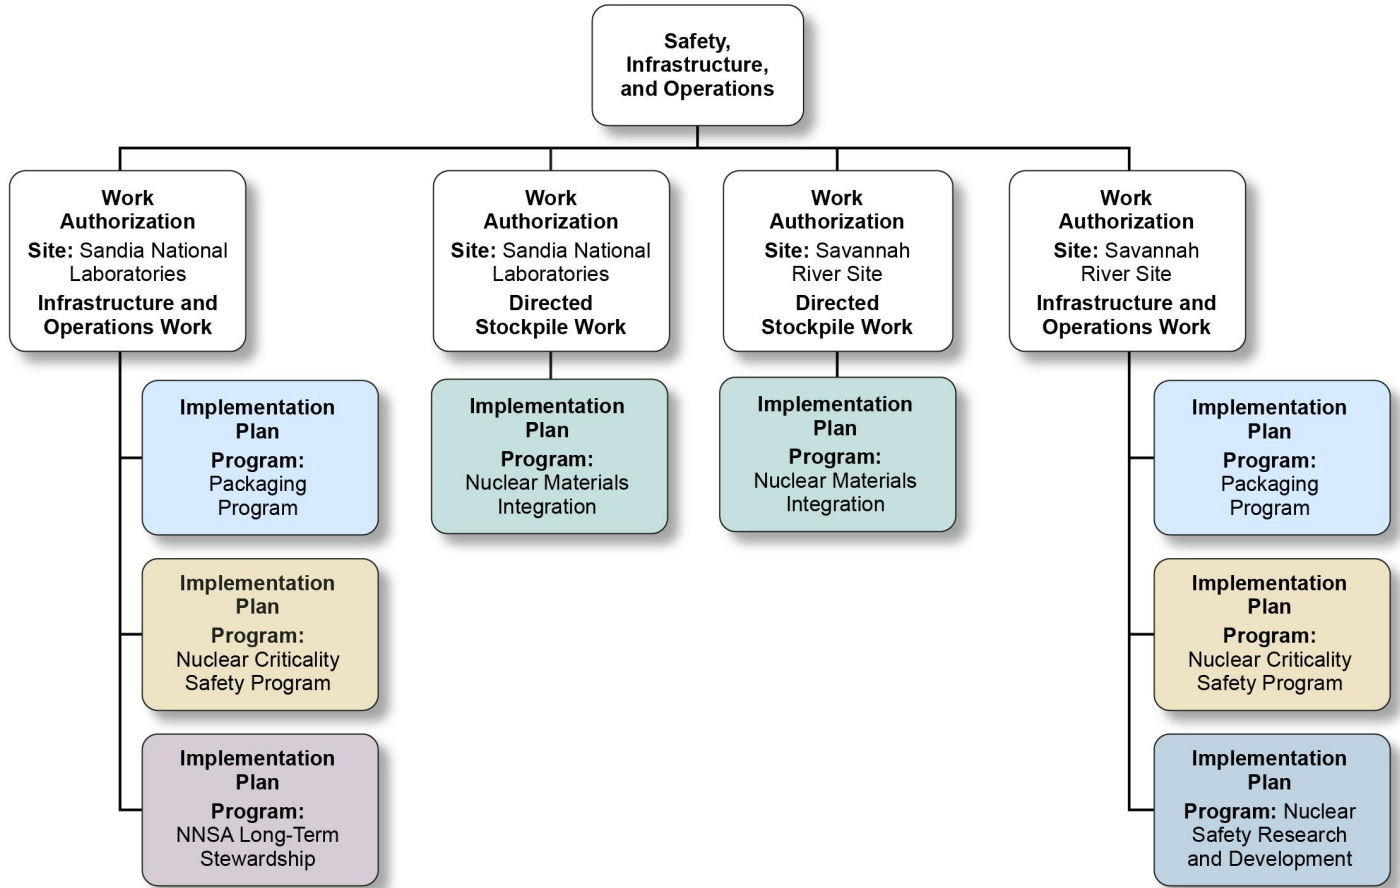 Safety,
Infrastructure,
and Operations
Work
Authorization
Site: Sandia National
Laboratories
Infrastructure and
Operations Work
Work
Authorization
Site: Sandia National
Laboratories
Directed
Stockpile Work
Work
Authorization
Site: Savannah
River Site
Directed
Stockpile Work
Work
Authorization
Site: Savannah
River Site
Infrastructure and
Operations Work
Implementation
Plan
Program:
Packaging
Program
Implementation
Plan
Program:
Nuclear Materials
Integration
Implementation
Plan
Program:
Nuclear Materials
Integration
Implementation
Plan
Program:
Packaging
Program
Implementation
Plan
Program:
Nuclear Criticality
Safety Program
Implementation
Plan
Program:
Nuclear Criticality
Safety Program
Implementation
Plan
Program:
NNSA Long-Term
Stewardship
Implementation
Plan
Program: Nuclear
Safety Research
and Development